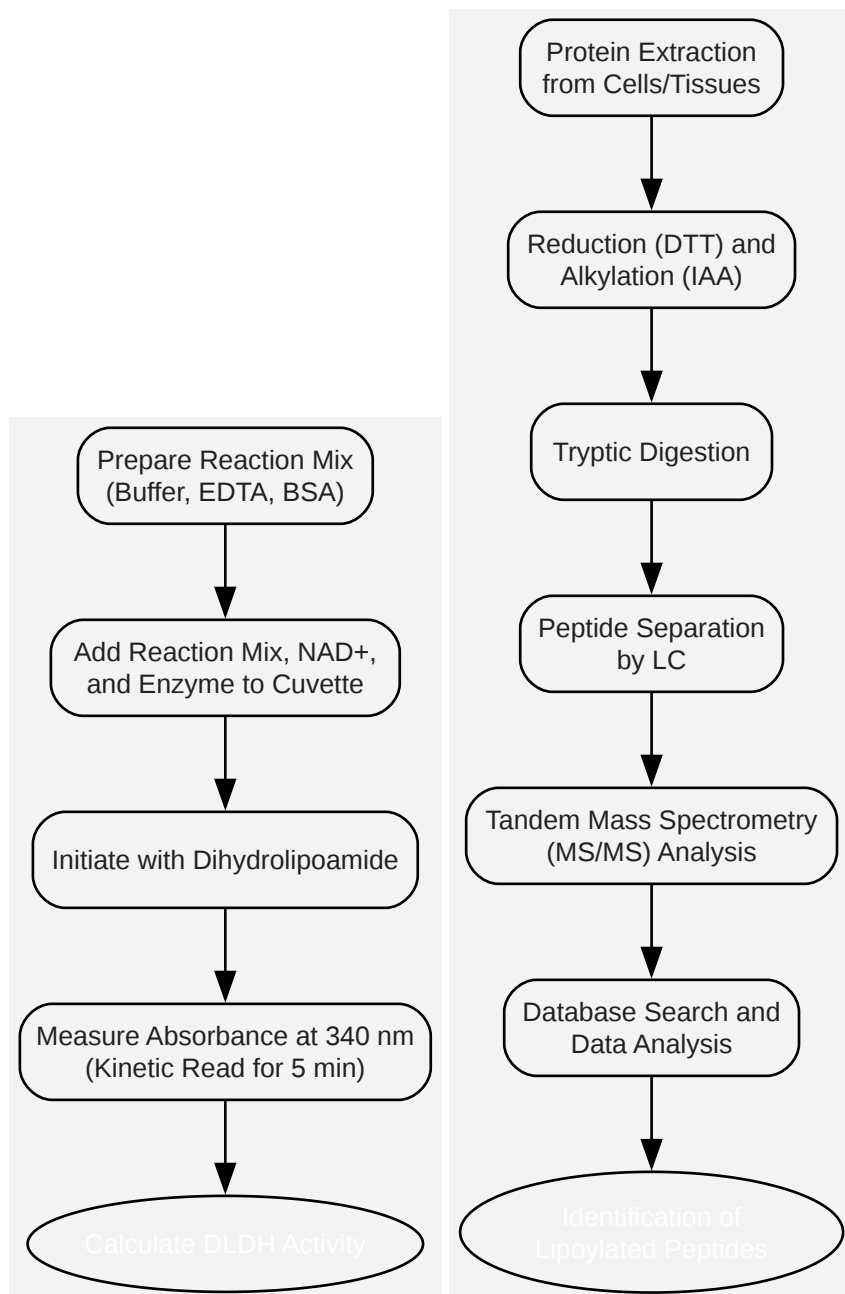 Prepare Reaction Mix
(Buffer, EDTA, BSA)
Add Reaction Mix, NAD+,
and Enzyme to Cuvette
Initiate with Dihydrolipoamide
Measure Absorbance at 340 nm
(Kinetic Read for 5 min)
Calculate DLDH Activity
Protein Extraction
from Cells/Tissues
Reduction (DTT) and
Alkylation (IAA)
Tryptic Digestion
Peptide Separation
by LC
Tandem Mass Spectrometry
(MS/MS) Analysis
Database Search and
Data Analysis
Identification of
Lipoylated Peptides